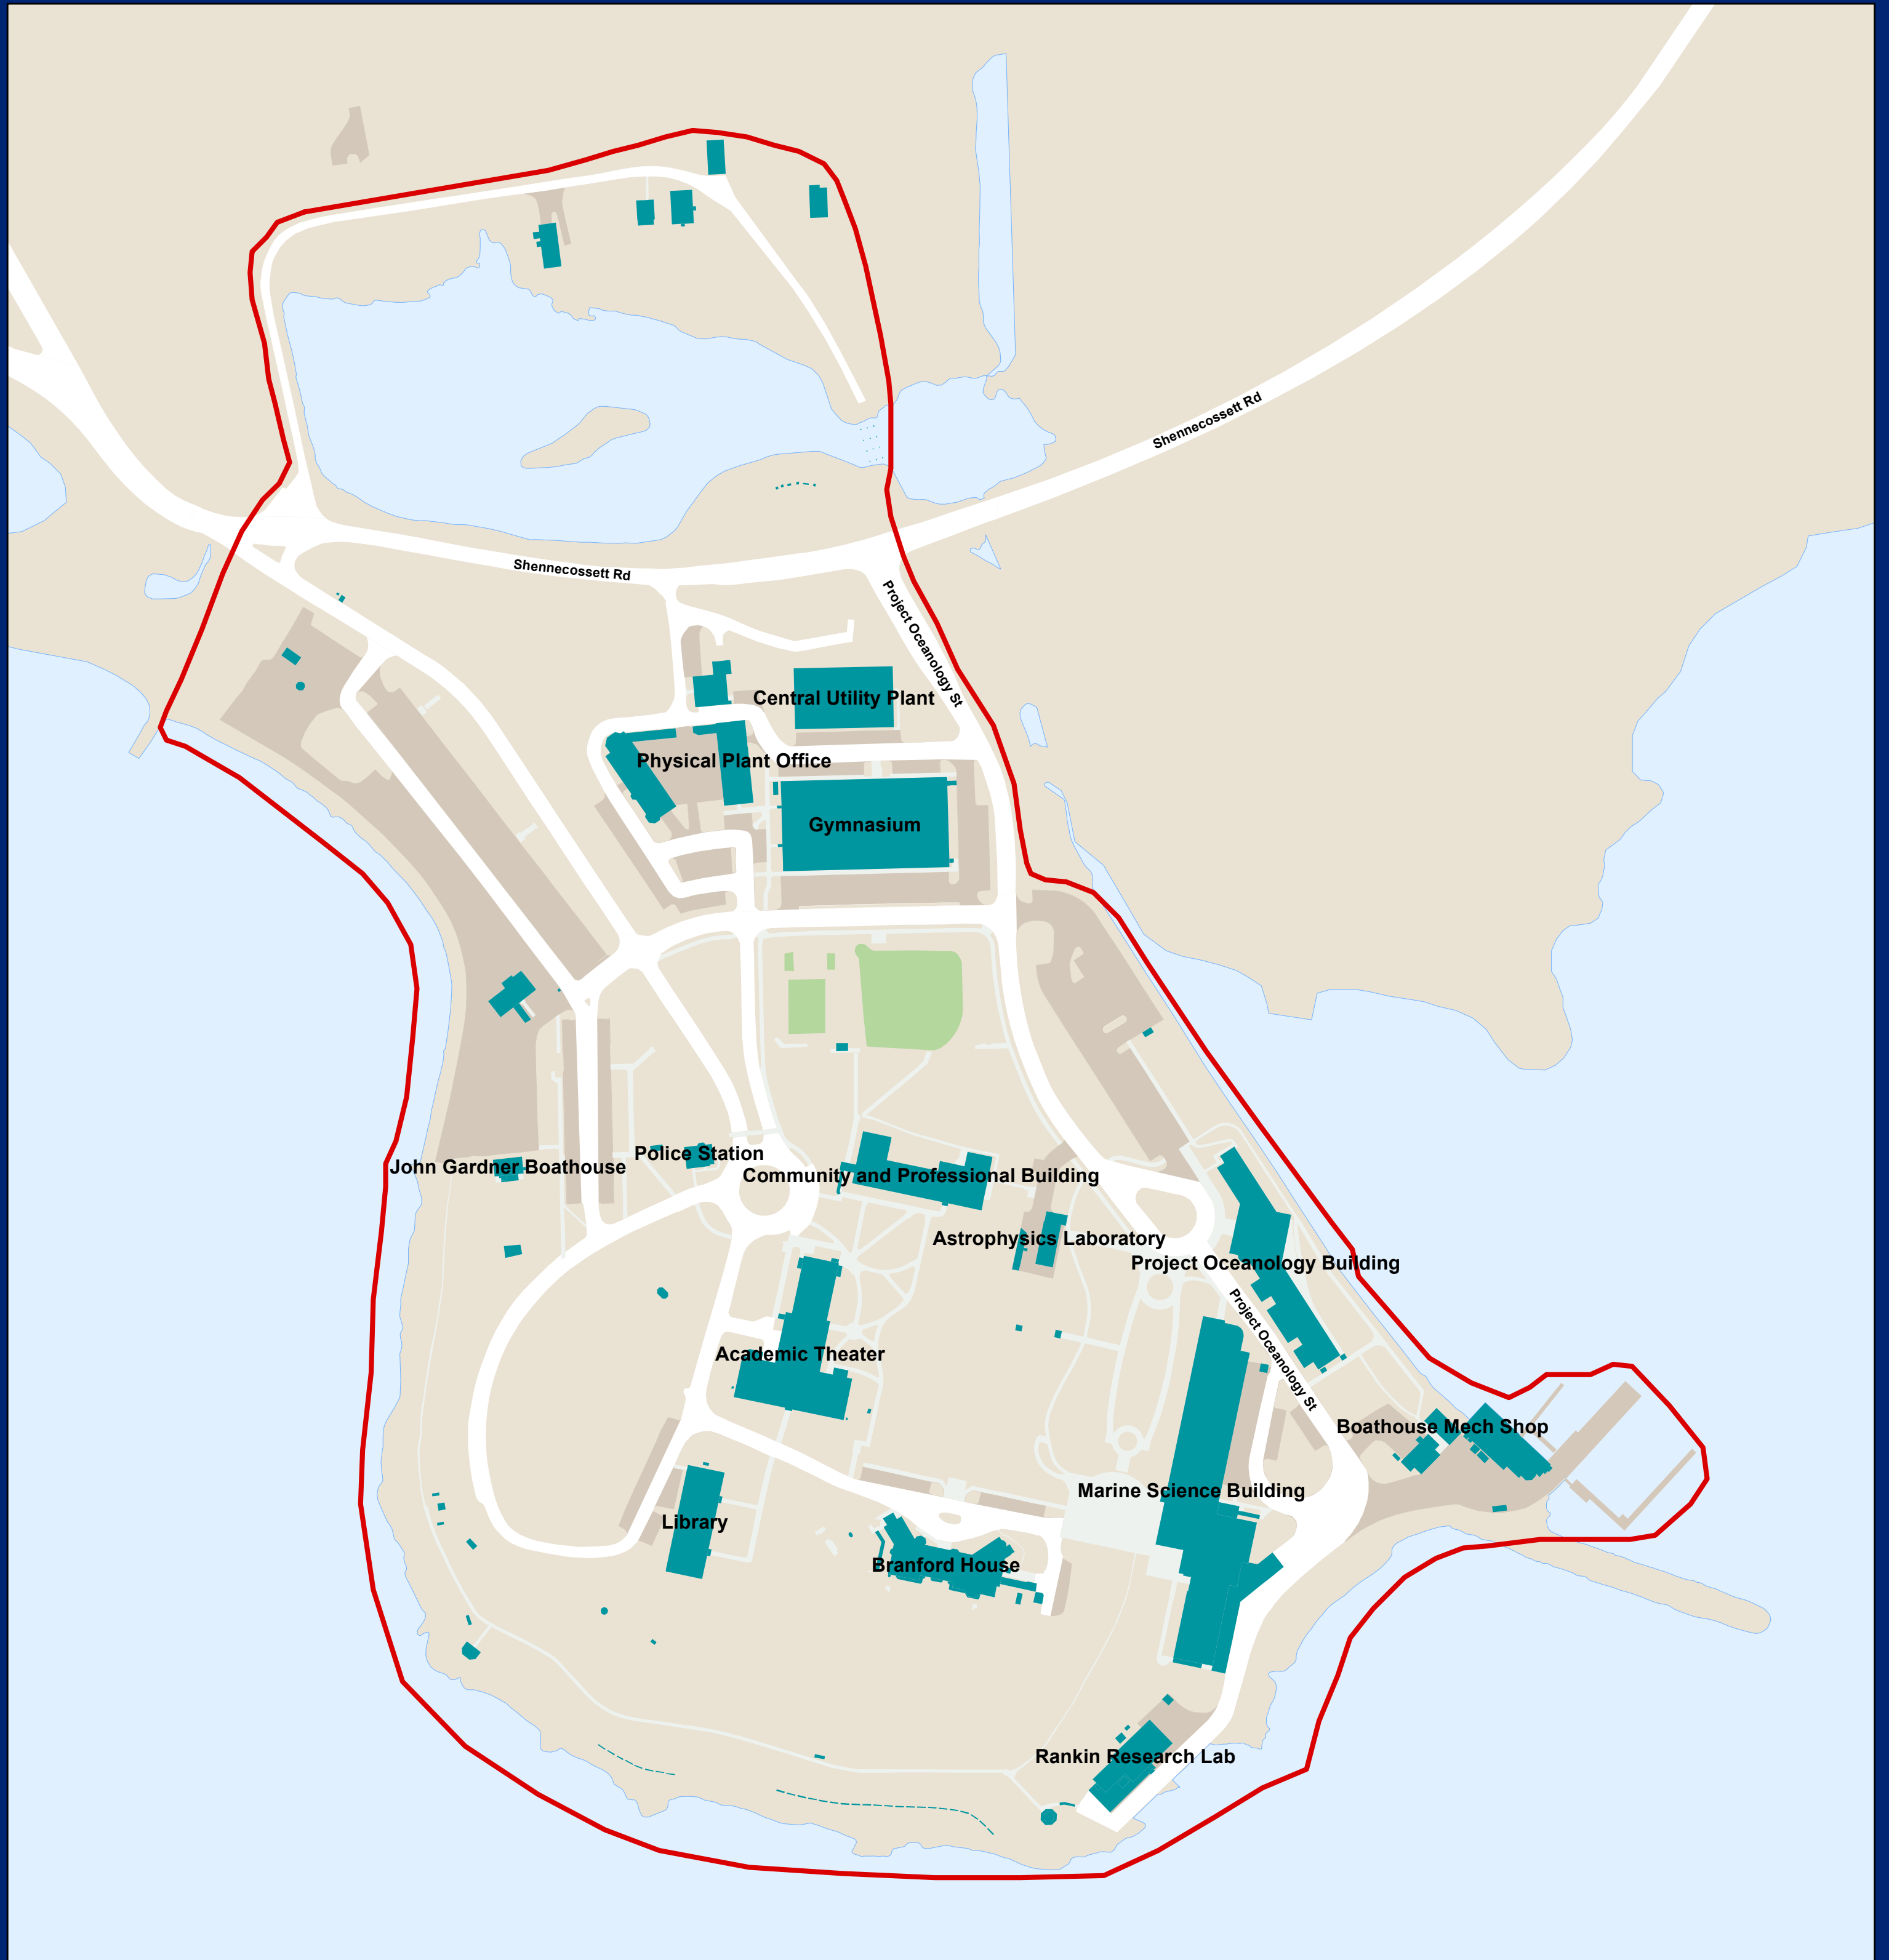 Shennecossett Rd
Shennecossett Rd
Project Oceanology St
Central Utility Plant
Physical Plant Office
Gymnasium
Police Station
John Gardner Boathouse
Community and Professional Building
Astrophysics Laboratory
Project Oceanology Building
Project Oceanology St
Academic Theater
Boathouse Mech Shop
Marine Science Building
Library
Branford House
Rankin Research Lab